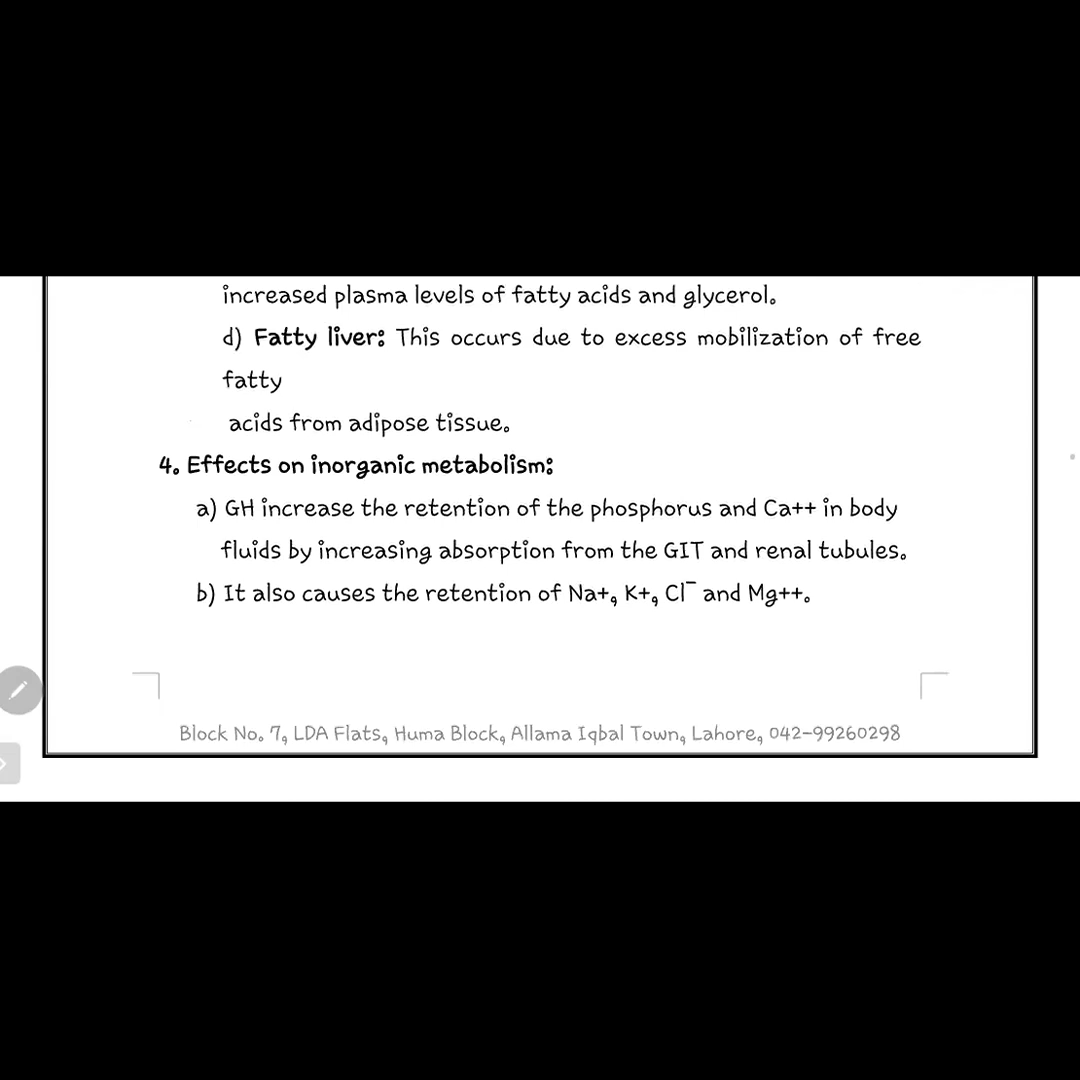 increased plasma levels of fatty acids and glycerol.
d) Fatty liver: This occurs due to excess mobilization of free
fatty
acids from adipose tissue.
4. Effects on inorganic metabolism:
a) GH increase the retention of the phosphorus and Ca++ in body
fluids by increasing absorption from the GIT and renal tubules.
b) It also causes the retention of Na+, K+, Cl¯ and Mg++.
Block No. 7, LDA Flats, Huma Block, Allama Iqbal Town, Lahore, 042-99260298